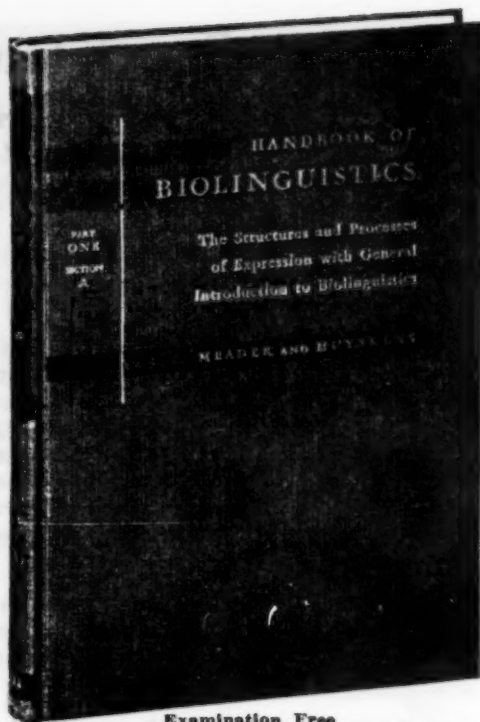 HANDBOOK OF
BIOLINGUISTICS
PART
ONE
SECTION
A
The Structures and Processes
of Expression with General
Introduction to Biolinguistics
MEADER AND MUYSKENS
Examination Free